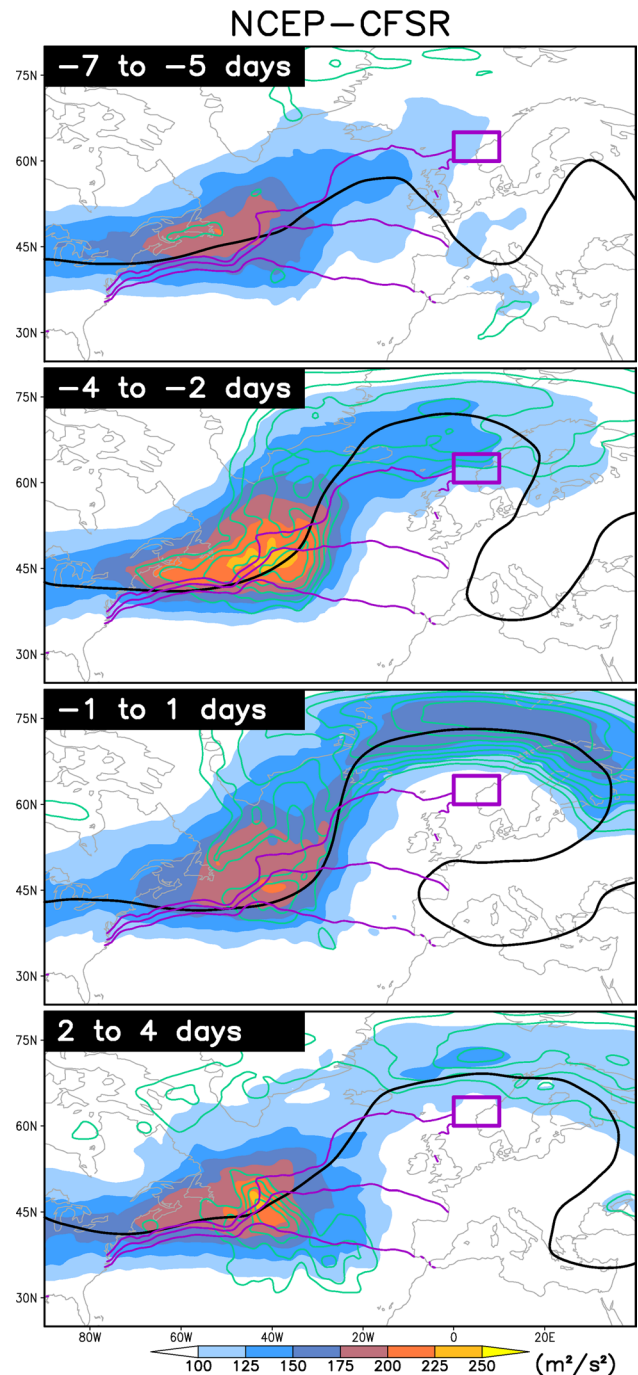 NCEP-CFSR
-7 to -5 days
75N
60N
45N
30N
-4 to -2 days
75N
60N
45N
30N
-1 to 1 days
75N
60N
45N
30N
2 to 4 days
75N
60N
45N
30N
80W 60W 40W 20W 0 20E
100 125 150 175 200 225 250 (m²/s²)